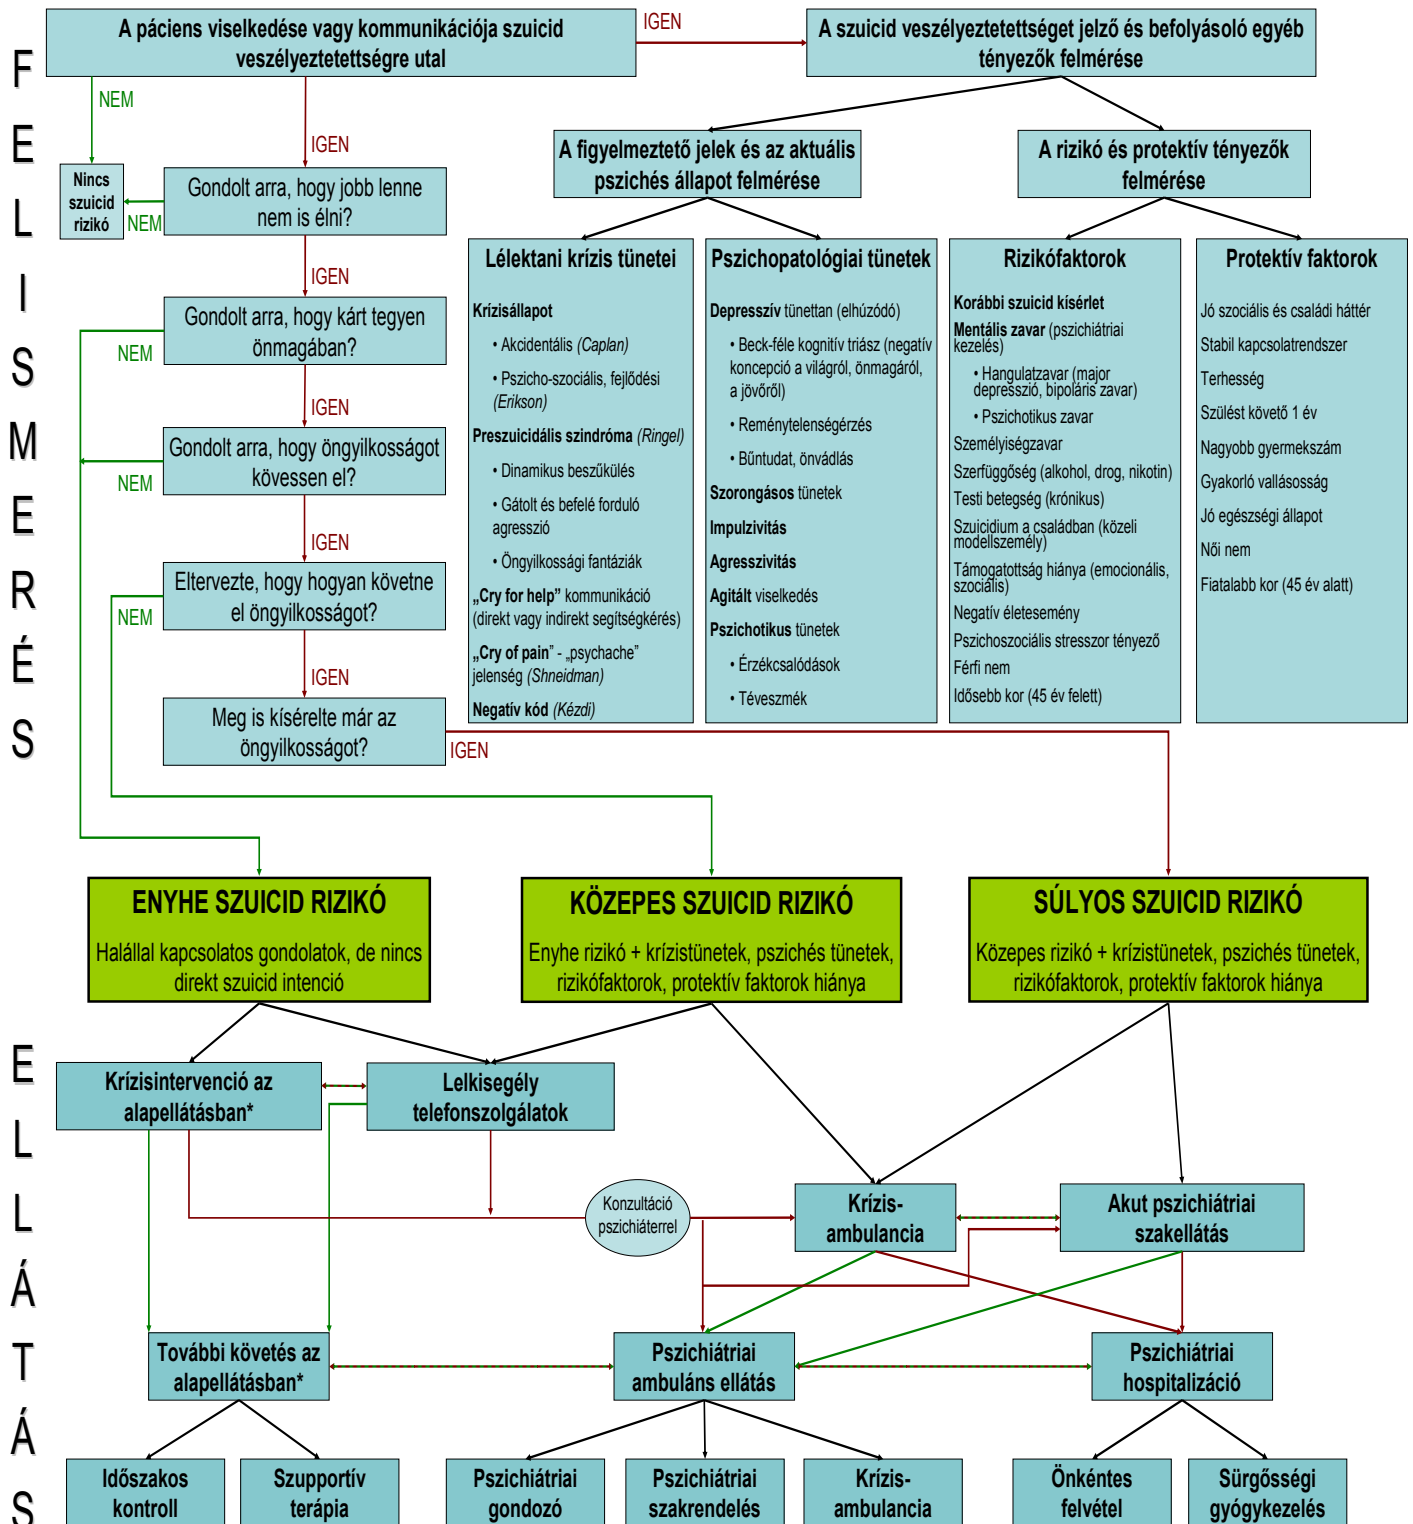 FELISMERÉS
A páciens viselkedése vagy kommunikációja szuicid
veszélyeztetettségre utal
IGEN
A szuicid veszélyeztetettséget jelző és befolyásoló egyéb
tényezők felmérése
NEM
IGEN
Nincs
szuicid
rizikó
NEM
Gondolt arra, hogy jobb lenne
nem is élni?
IGEN
Gondolt arra, hogy kárt tegyen
önmagában?
NEM
IGEN
Gondolt arra, hogy öngyilkosságot
kövessen el?
NEM
IGEN
Eltervezte, hogy hogyan követne
el öngyilkosságot?
NEM
IGEN
Meg is kísérelte már az
öngyilkosságot?
IGEN
A figyelmeztető jelek és az aktuális
pszichés állapot felmérése
A rizikó és protektív tényezők
felmérése
Lélektani krízis tünetei
Krízisállapot
• Akcidentális (Caplan)
• Pszicho-szociális, fejlődési
(Erikson)
Preszuicidális szindróma (Ringel)
• Dinamikus beszűkülés
• Gátolt és befelé forduló
agresszió
• Öngyilkossági fantáziák
„Cry for help” kommunikáció
(direkt vagy indirekt segítségkérés)
„Cry of pain” - „psychache”
jelenség (Shneidman)
Negatív kód (Kézdi)
Pszichopatológiai tünetek
Depresszív tünettan (elhúzódó)
• Beck-féle kognitív triász (negatív
koncepció a világról, önmagáról,
a jövőről)
• Reménytelenségérzés
• Bűntudat, önvádlás
Szorongásos tünetek
Impulzivitás
Agresszivitás
Agitált viselkedés
Pszichotikus tünetek
• Érzékcsalódások
• Téveszmék
Rizikófaktorok
Korábbi szuicid kísérlet
Mentális zavar (pszichiátriai
kezelés)
• Hangulatzavar (major
depresszió, bipoláris zavar)
• Pszichotikus zavar
Személyiségzavar
Szerfüggőség (alkohol, drog, nikotin)
Testi betegség (krónikus)
Szuicidium a családban (közeli
modellszemély)
Támogatottság hiánya (emocionális,
szociális)
Negatív életesemény
Pszichoszociális stresszor tényező
Férfi nem
Idősebb kor (45 év felett)
Protektív faktorok
Jó szociális és családi háttér
Stabil kapcsolatrendszer
Terhesség
Szülést követő 1 év
Nagyobb gyermekszám
Gyakorló vallásosság
Jó egészségi állapot
Női nem
Fiatalabb kor (45 év alatt)
ENYHE SZUICID RIZIKÓ
Halállal kapcsolatos gondolatok, de nincs
direkt szuicid intenció
KÖZEPES SZUICID RIZIKÓ
Enyhe rizikó + krízistünetek, pszichés tünetek,
rizikófaktorok, protektív faktorok hiánya
SÚLYOS SZUICID RIZIKÓ
Közepes rizikó + krízistünetek, pszichés tünetek,
rizikófaktorok, protektív faktorok hiánya
ELLÁTÁS
Krízisintervenció az
alapellátásban*
Lelkisegély
telefonszolgálatok
Konzultáció
pszichiáterrel
Krízis-
ambulancia
Akut pszichiátriai
szakellátás
További követés az
alapellátásban*
Pszichiátriai
ambuláns ellátás
Pszichiátriai
hospitalizáció
Időszakos
kontroll
Szupportív
terápia
Pszichiátriai
gondozó
Pszichiátriai
szakrendelés
Krízis-
ambulancia
Önkéntes
felvétel
Sürgősségi
gyógykezelés